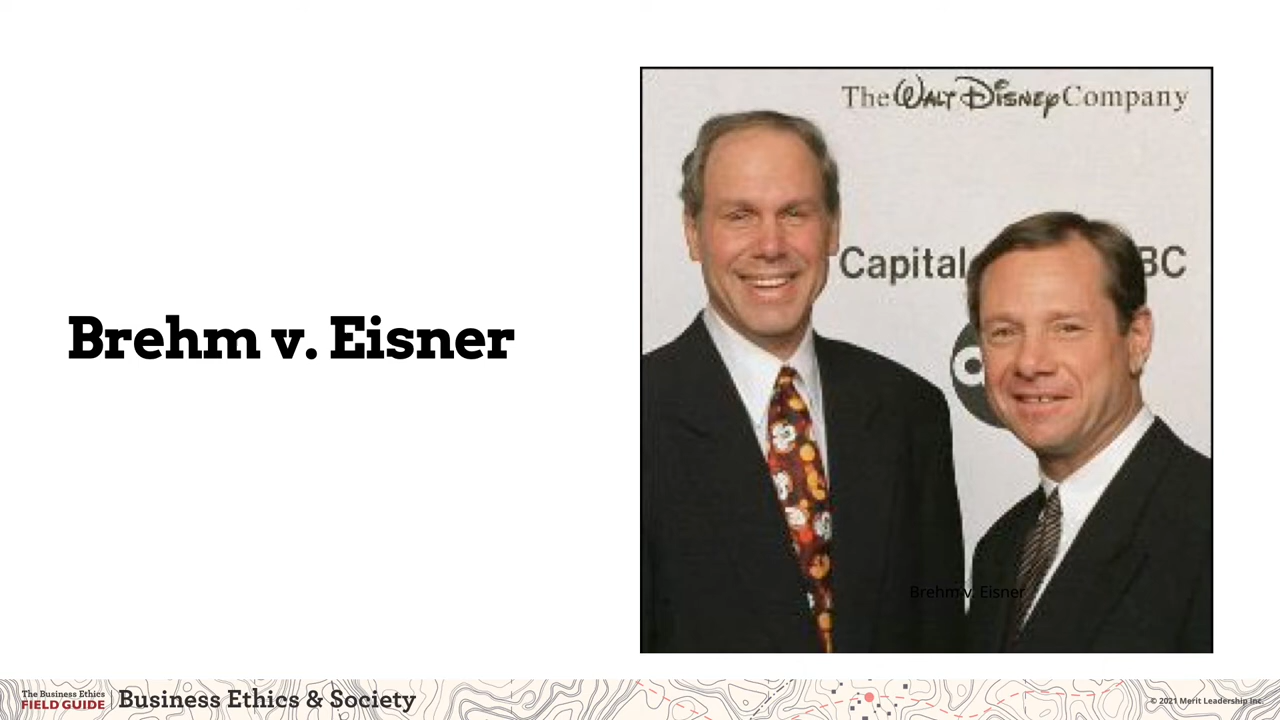 Brehm v. Eisner
The Walt Disney Company
Capital
BC
a
Brehm v. Eisner
The Business Ethics
FIELD GUIDE
Business Ethics & Society
© 2021 Merit Leadership Inc.